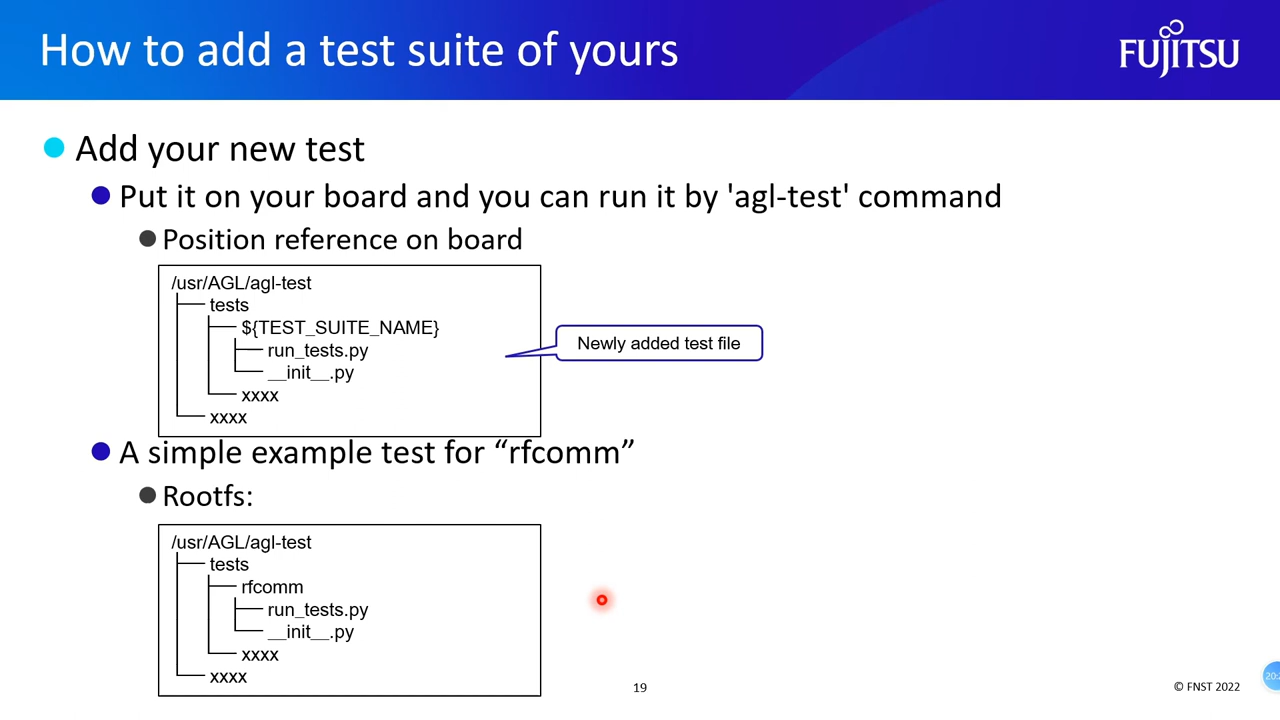 How to add a test suite of yours
FUJITSU
Add your new test
Put it on your board and you can run it by 'agl-test' command
Position reference on board
/usr/AGL/agl-test
tests
${TEST_SUITE_NAME}
run_tests.py
__init__.py
xxxx
xxxx
Newly added test file
A simple example test for “rfcomm”
Rootfs:
/usr/AGL/agl-test
tests
rfcomm
run_tests.py
__init__.py
xxxx
xxxx
19
© FNST 2022